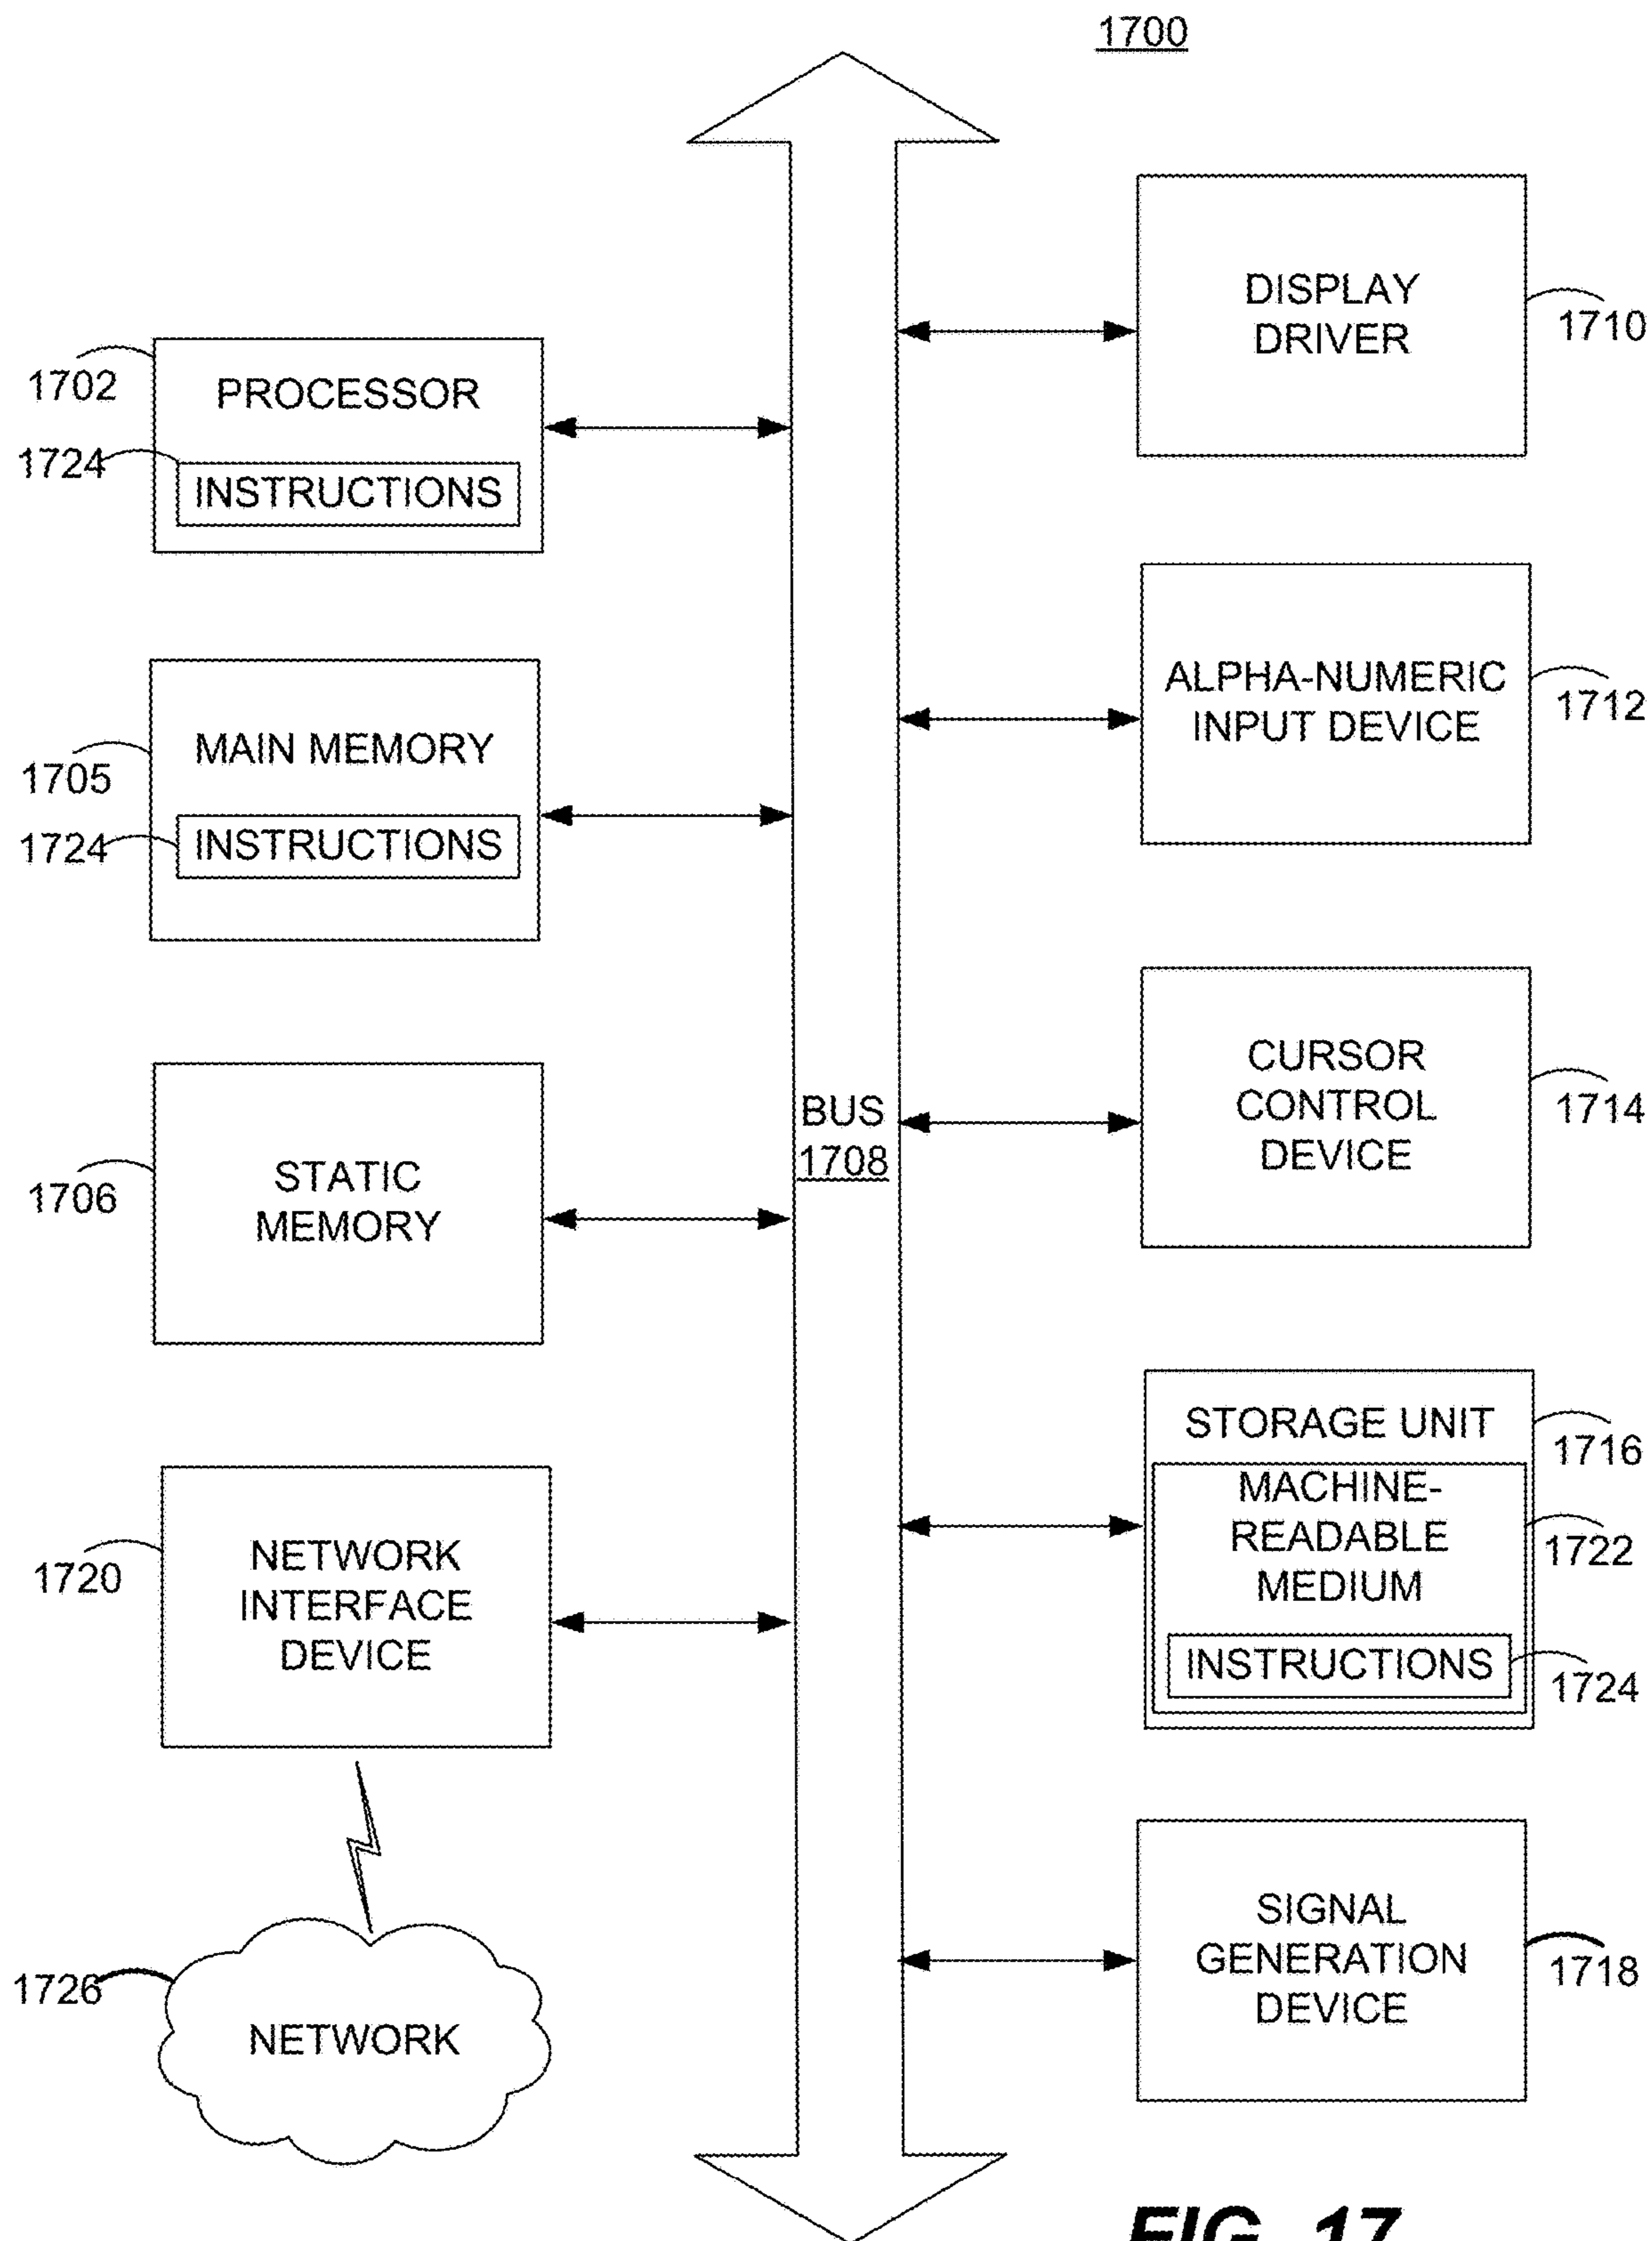 1700
DISPLAY
DRIVER
1710
1702
PROCESSOR
1724
INSTRUCTIONS
ALPHA-NUMERIC
INPUT DEVICE
1712
MAIN MEMORY
1705
1724
INSTRUCTIONS
CURSOR
CONTROL
DEVICE
1714
BUS
1708
STATIC
MEMORY
1706
STORAGE UNIT
1716
MACHINE-
READABLE
MEDIUM
1722
INSTRUCTIONS
1724
NETWORK
INTERFACE
DEVICE
1720
SIGNAL
GENERATION
DEVICE
1718
1726
NETWORK
FIG. 17